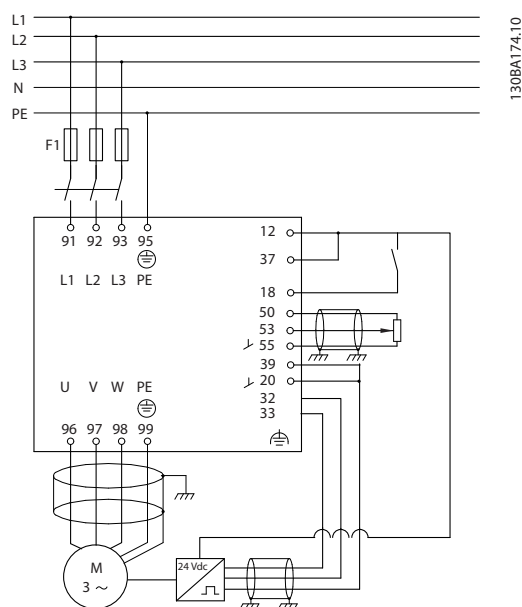 L1
L2
L3
N
PE
130BA174.10
F1
91 92 93 95
L1 L2 L3 PE
12
37
18
50
53
55
39
20
32
33
U V W PE
96 97 98 99
M
3 ~
24 Vdc